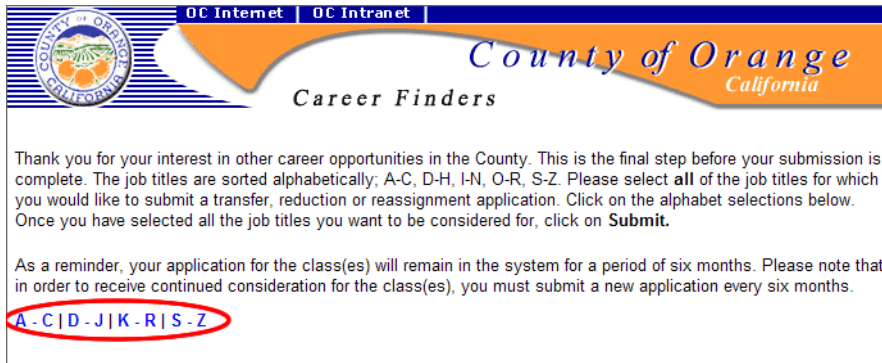 OC Internet | OC Intranet |
COUNTY OF ORANGE
CALIFORNIA
County of Orange
California
Career Finders
Thank you for your interest in other career opportunities in the County. This is the final step before your submission is
complete. The job titles are sorted alphabetically; A-C, D-H, I-N, O-R, S-Z. Please select all of the job titles for which
you would like to submit a transfer, reduction or reassignment application. Click on the alphabet selections below.
Once you have selected all the job titles you want to be considered for, click on Submit.
As a reminder, your application for the class(es) will remain in the system for a period of six months. Please note that
in order to receive continued consideration for the class(es), you must submit a new application every six months.
A - C | D - J | K - R | S - Z